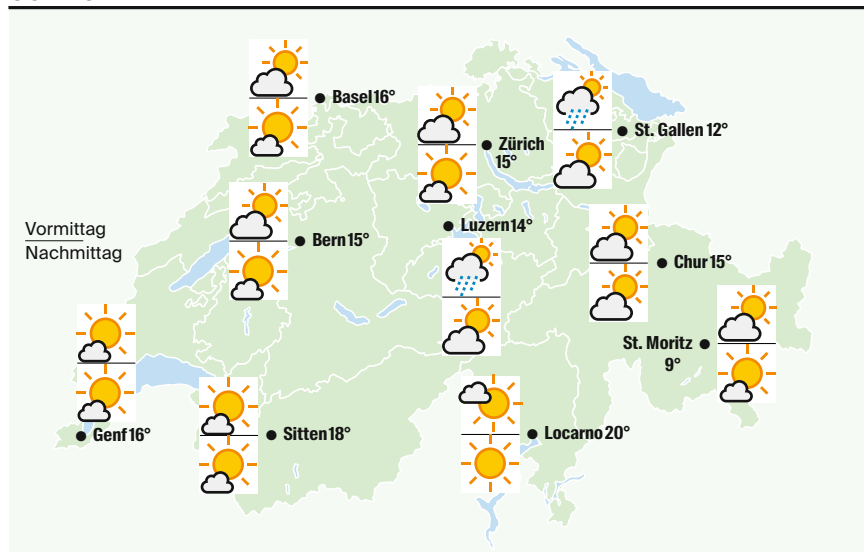 Basel 16°
Zürich
15°
St. Gallen 12°
Vormittag
Nachmittag
Bern 15°
Luzern 14°
Chur 15°
St. Moritz
9°
Genf 16°
Sitten 18°
Locarno 20°